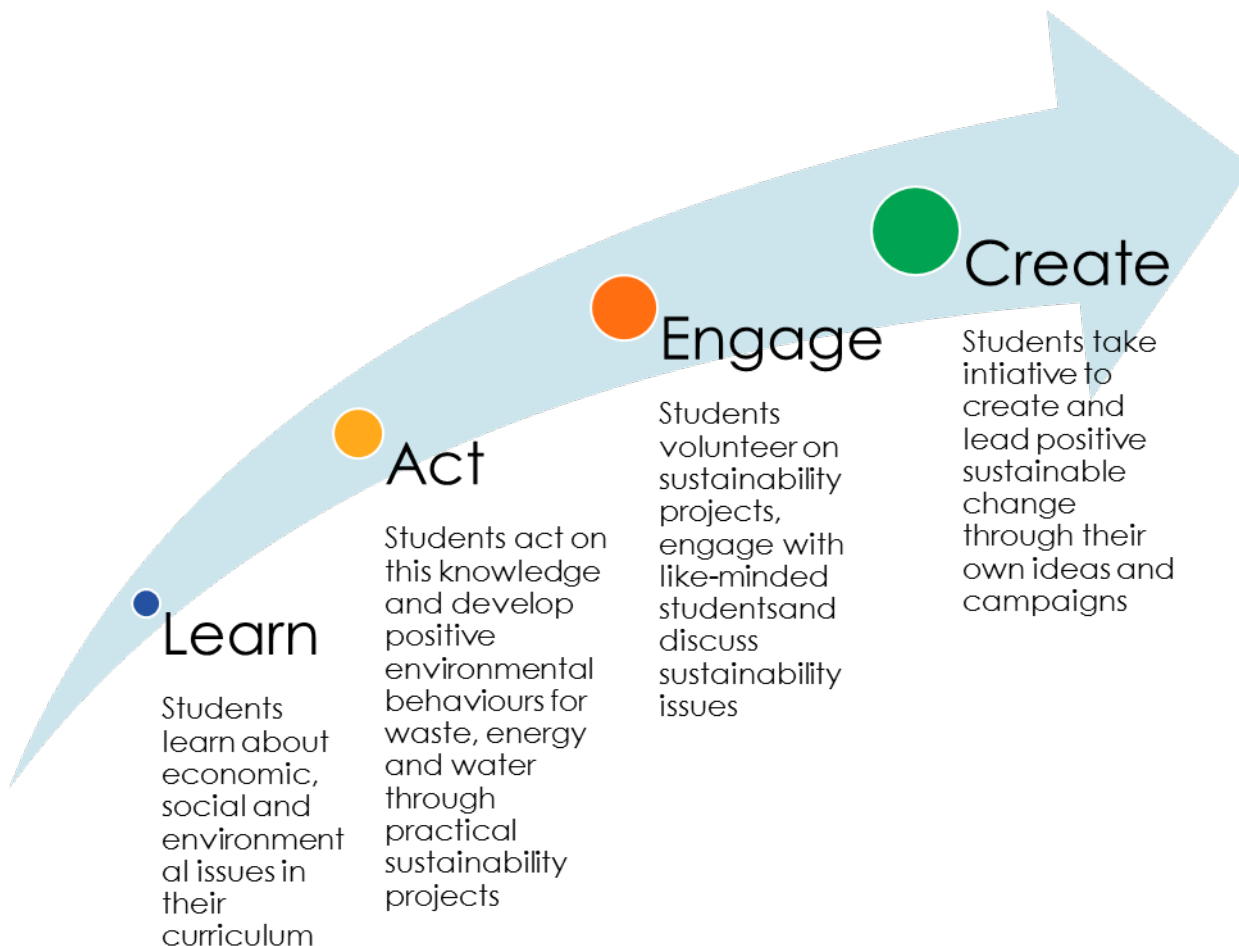 Learn
Students
learn about
economic,
social and
environment
al issues in
their
curriculum
Act
Students act on
this knowledge
and develop
positive
environmental
behaviours for
waste, energy
and water
through
practical
sustainability
projects
Engage
Students
volunteer on
sustainability
projects,
engage with
like-minded
studentsand
discuss
sustainability
issues
Create
Students take
intiative to
create and
lead positive
sustainable
change
through their
own ideas and
campaigns